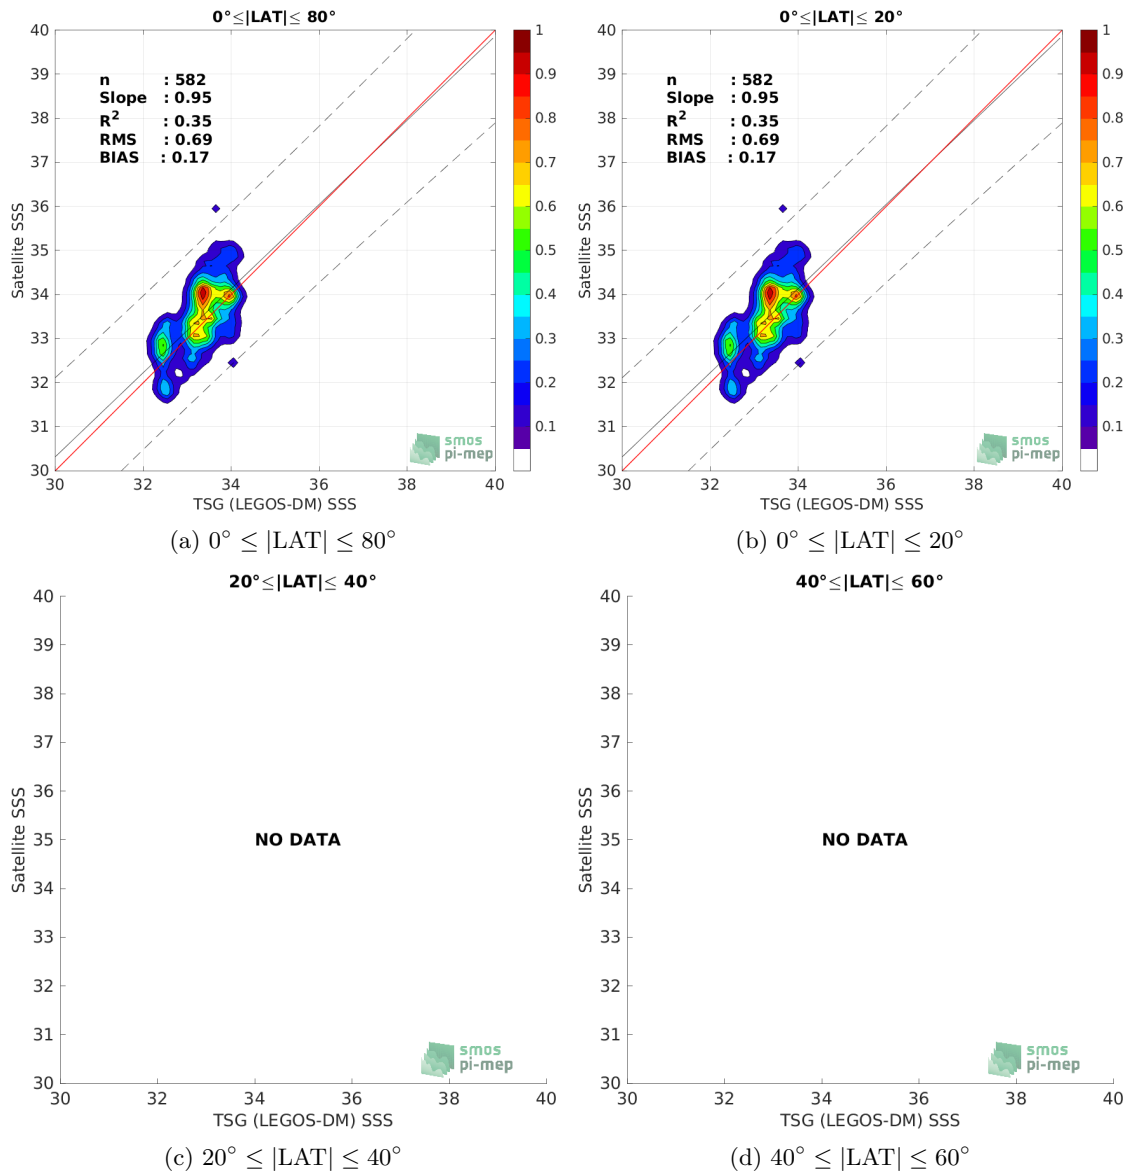 0°≤|LAT|≤ 80°
40
39
38
37
36
35
34
33
32
31
30
30
32
34
36
38
40
Satellite SSS
TSG (LEGOS-DM) SSS
n : 582
Slope : 0.95
R2 : 0.35
RMS : 0.69
BIAS : 0.17
1
0.9
0.8
0.7
0.6
0.5
0.4
0.3
0.2
0.1
smos
pi-mep
(a) 0° ≤ |LAT| ≤ 80°
0°≤|LAT|≤ 20°
40
39
38
37
36
35
34
33
32
31
30
30
32
34
36
38
40
Satellite SSS
TSG (LEGOS-DM) SSS
n : 582
Slope : 0.95
R2 : 0.35
RMS : 0.69
BIAS : 0.17
1
0.9
0.8
0.7
0.6
0.5
0.4
0.3
0.2
0.1
smos
pi-mep
(b) 0° ≤ |LAT| ≤ 20°
20°≤|LAT|≤ 40°
40
39
38
37
36
35
34
33
32
31
30
30
32
34
36
38
40
Satellite SSS
TSG (LEGOS-DM) SSS
NO DATA
smos
pi-mep
(c) 20° ≤ |LAT| ≤ 40°
40°≤|LAT|≤ 60°
40
39
38
37
36
35
34
33
32
31
30
30
32
34
36
38
40
Satellite SSS
TSG (LEGOS-DM) SSS
NO DATA
smos
pi-mep
(d) 40° ≤ |LAT| ≤ 60°